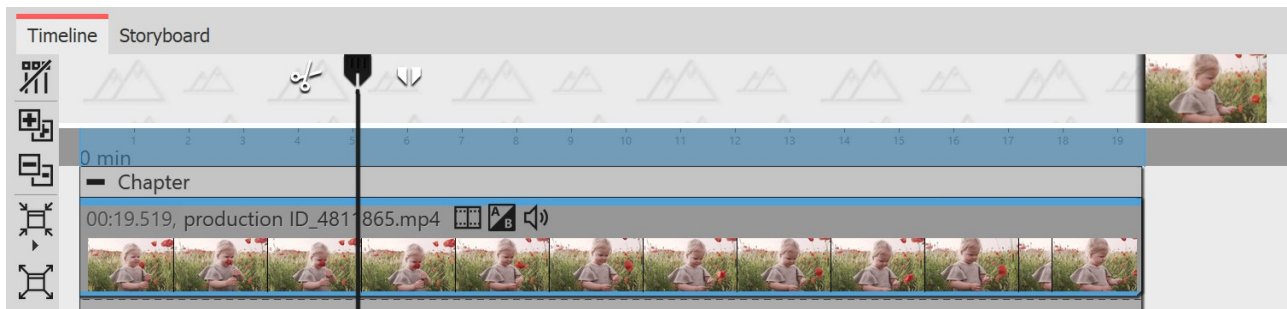 Timeline Storyboard
1 2 3 4 5 6 7 8 9 10 11 12 13 14 15 16 17 18 19
0 min
Chapter
00:19.519, production ID_4811865.mp4 A B